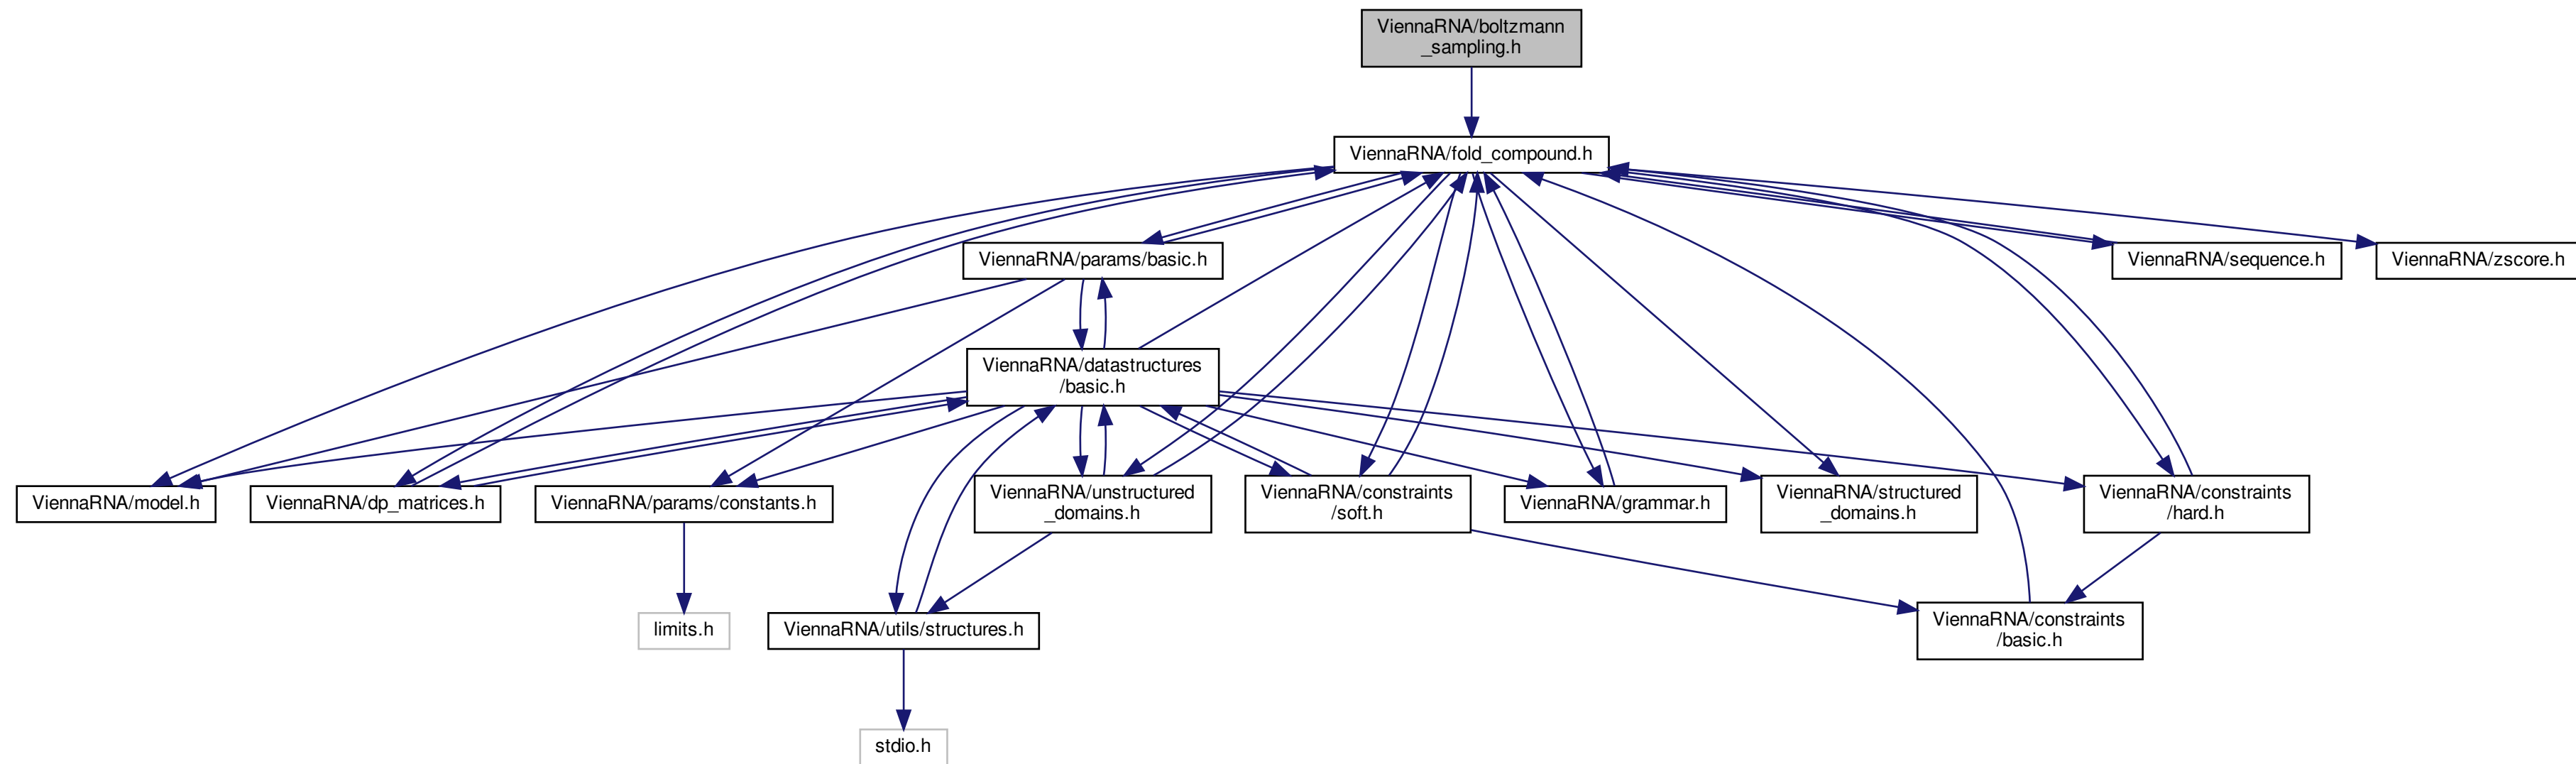 ViennaRNA/boltzmann
_sampling.h
ViennaRNA/fold_compound.h
ViennaRNA/params/basic.h
ViennaRNA/sequence.h
ViennaRNA/zscore.h
ViennaRNA/datastructures
/basic.h
ViennaRNA/model.h
ViennaRNA/dp_matrices.h
ViennaRNA/params/constants.h
ViennaRNA/unstructured
_domains.h
ViennaRNA/constraints
/soft.h
ViennaRNA/grammar.h
ViennaRNA/structured
_domains.h
ViennaRNA/constraints
/hard.h
limits.h
ViennaRNA/utils/structures.h
ViennaRNA/constraints
/basic.h
stdio.h